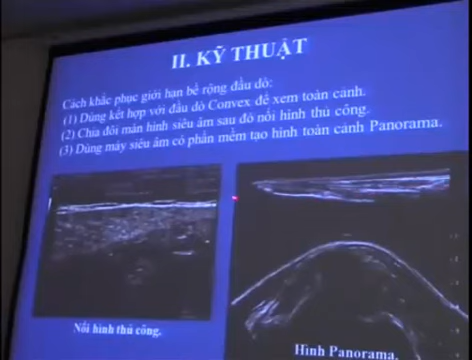 II. KỸ THUẬT
Cách khắc phục giới hạn bề rộng đầu dò:
(1) Dùng kết hợp với đầu dò Convex để xem toàn cảnh.
(2) Chia đôi màn hình siêu âm sau đó nối hình thủ công.
(3) Dùng máy siêu âm có phần mềm tạo hình toàn cảnh Panorama.
Nối hình thủ công.
Hình Panorama.